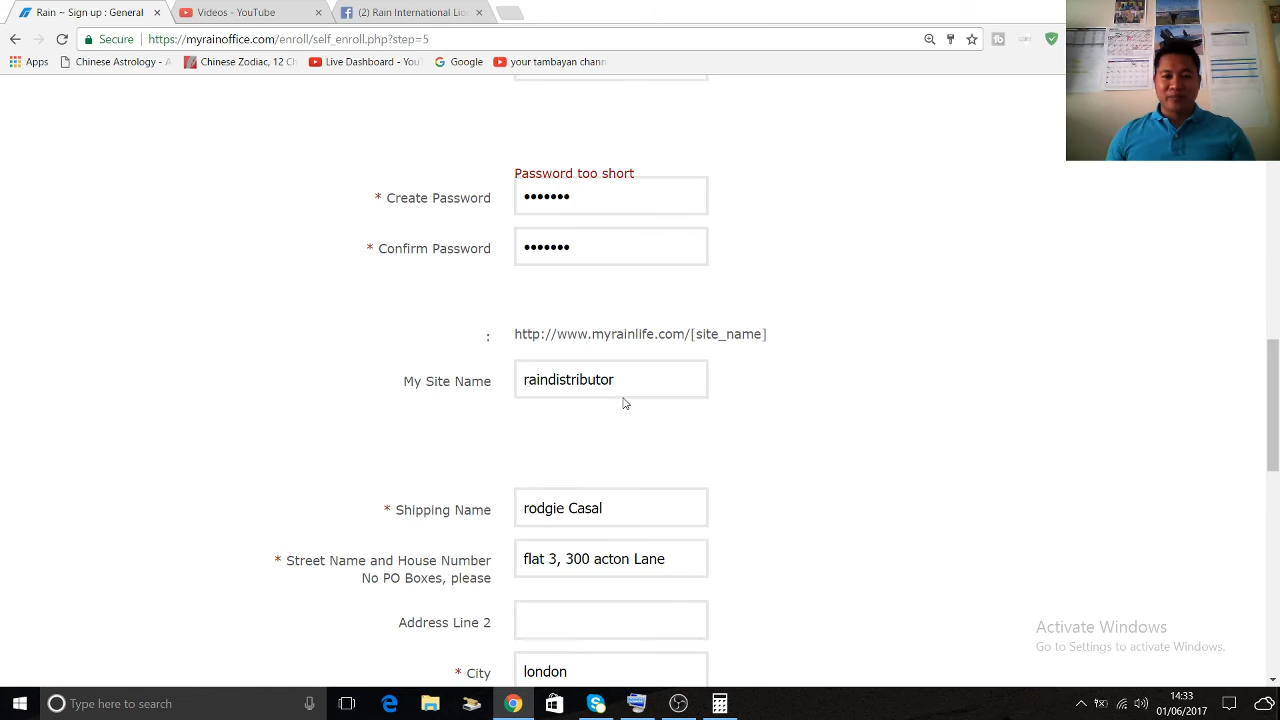 Rain ~ Sign up : General
Videos - YouTube
(2) Rain International Lio
Secure
https://myrainoffice.com/enroll/self_enroll.php?step=5
Apps
Chinese Astrology - A
Chinese Zodiac, 12 Ch
Live Dashboard - You
Google
your tambayan chann
Password too short
* Create Password
•••••••
* Confirm Password
•••••••
:
http://www.myrainlife.com/[site_name]
My Site Name
raindistributor
* Shipping Name
rodgie Casal
* Street Name and House Number
No PO Boxes, please
flat 3, 300 acton Lane
Address Line 2
* City
london
Activate Windows
Go to Settings to activate Windows.
Type here to search
14:33
01/06/2017